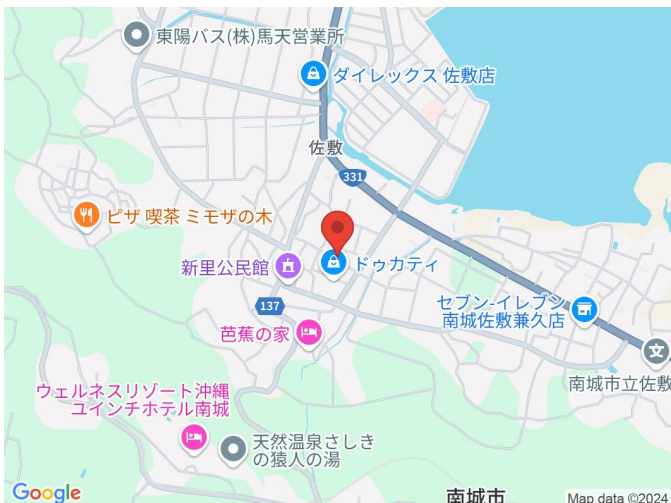 東陽バス(株)馬天営業所
ダイレックス 佐敷店
佐敷
331
ピザ 喫茶 ミモザの木
新里公民館
ドゥカティ
137
セブン-イレブン
南城佐敷兼久店
芭蕉の家
南城市立佐敷
ウェルネスリゾート沖縄
ユインチホテル南城
天然温泉さしき
の猿人の湯
Google
南城市
Map data ©2024